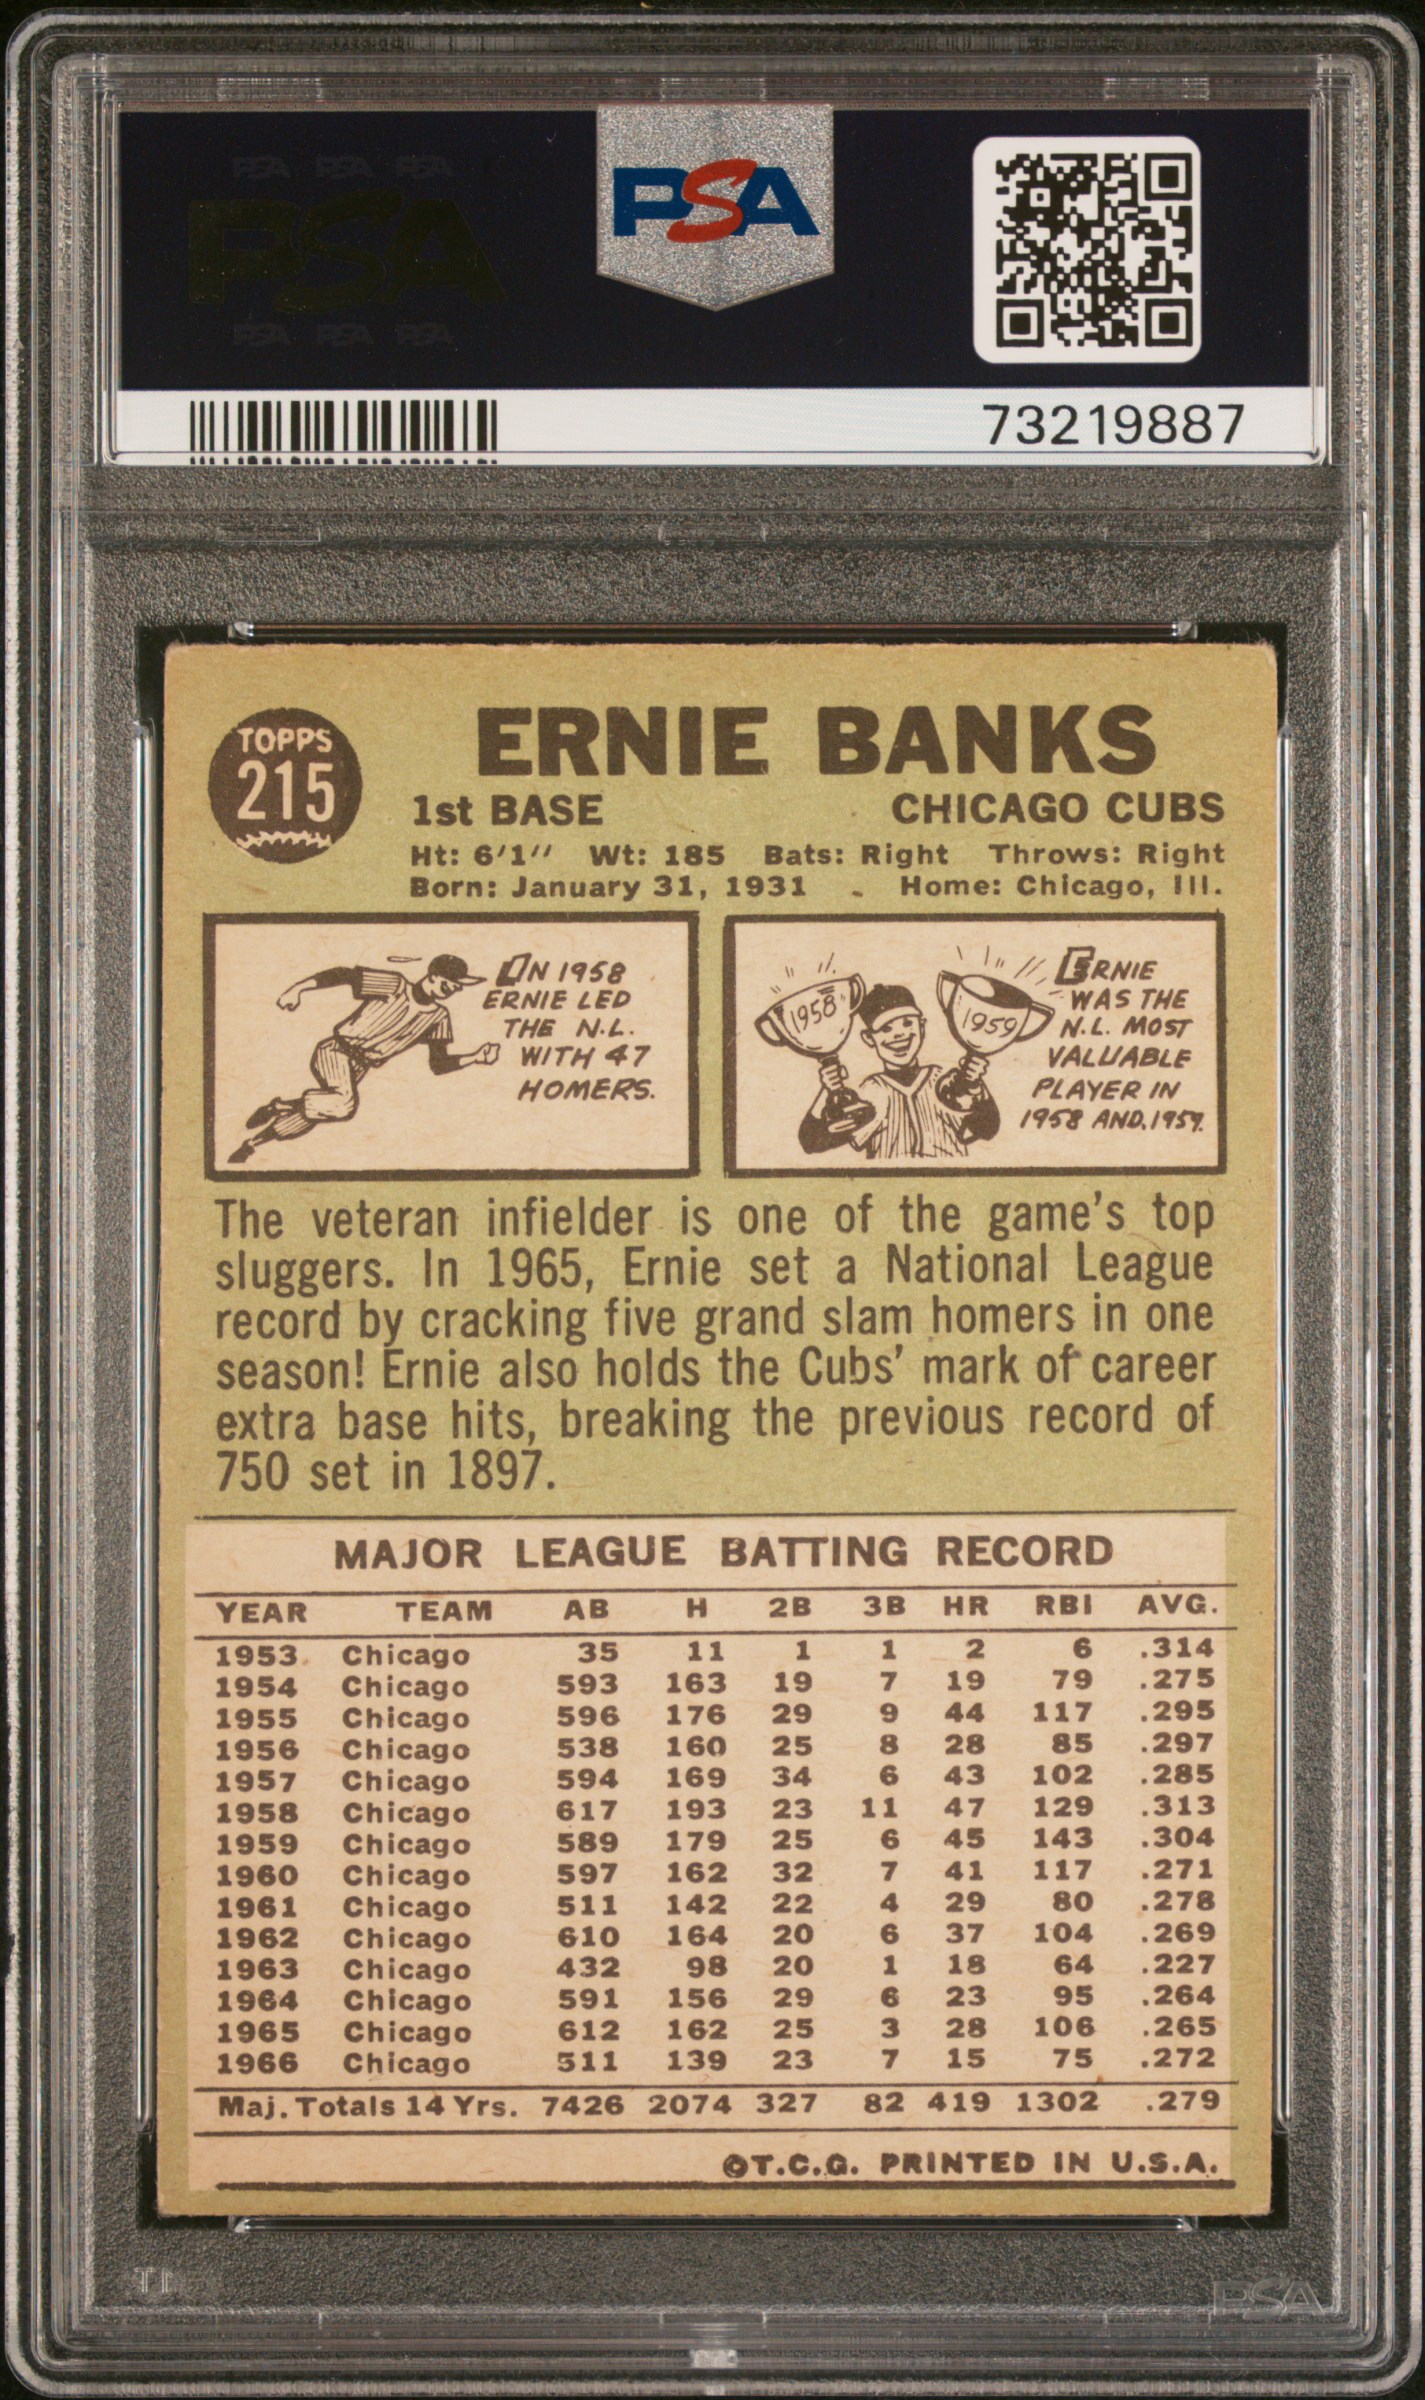 PSA PSA PSA
PSA
PSA PSA PSA
PSA
73219887
TOPPS
215
ERNIE BANKS
1st BASE CHICAGO CUBS
Ht: 6'1'' Wt: 185 Bats: Right Throws: Right
Born: January 31, 1931 Home: Chicago, Ill.
IN 1958
ERNIE LED
THE N.L.
WITH 47
HOMERS.
1958
1959
ERNIE
WAS THE
N.L. MOST
VALUABLE
PLAYER IN
1958 AND 1959.
The veteran infielder is one of the game's top
sluggers. In 1965, Ernie set a National League
record by cracking five grand slam homers in one
season! Ernie also holds the Cubs' mark of career
extra base hits, breaking the previous record of
750 set in 1897.
MAJOR LEAGUE BATTING RECORD
YEAR TEAM AB H 2B 3B HR RBI AVG.
1953 Chicago 35 11 1 1 2 6 .314
1954 Chicago 593 163 19 7 19 79 .275
1955 Chicago 596 176 29 9 44 117 .295
1956 Chicago 538 160 25 8 28 85 .297
1957 Chicago 594 169 34 6 43 102 .285
1958 Chicago 617 193 23 11 47 129 .313
1959 Chicago 589 179 25 6 45 143 .304
1960 Chicago 597 162 32 7 41 117 .271
1961 Chicago 511 142 22 4 29 80 .278
1962 Chicago 610 164 20 6 37 104 .269
1963 Chicago 432 98 20 1 18 64 .227
1964 Chicago 591 156 29 6 23 95 .264
1965 Chicago 612 162 25 3 28 106 .265
1966 Chicago 511 139 23 7 15 75 .272
Maj. Totals 14 Yrs. 7426 2074 327 82 419 1302 .279
©T.C.G. PRINTED IN U.S.A.
PSA